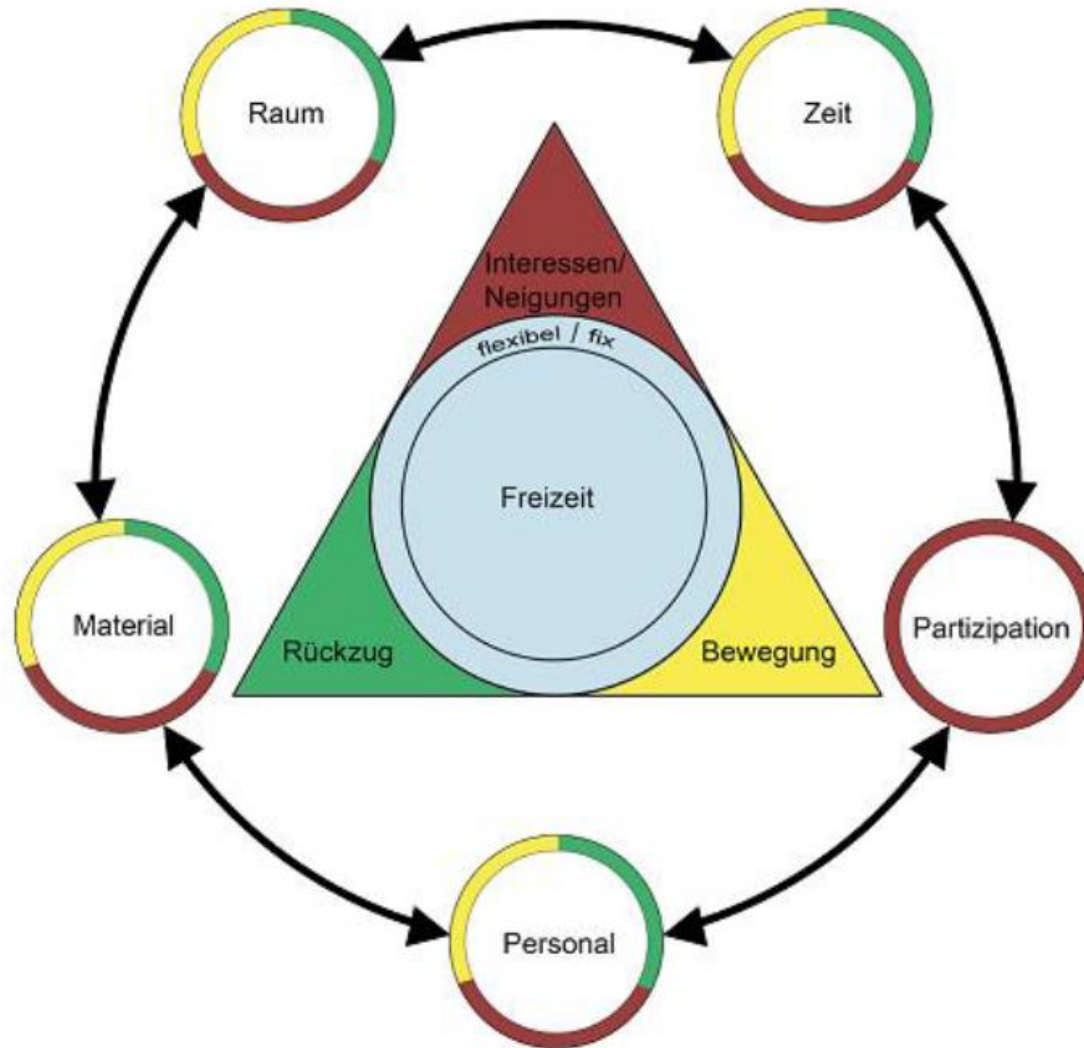 Raum
Zeit
Interessen/
Neigungen
flexibel / fix
Freizeit
Material
Rückzug
Bewegung
Partizipation
Personal